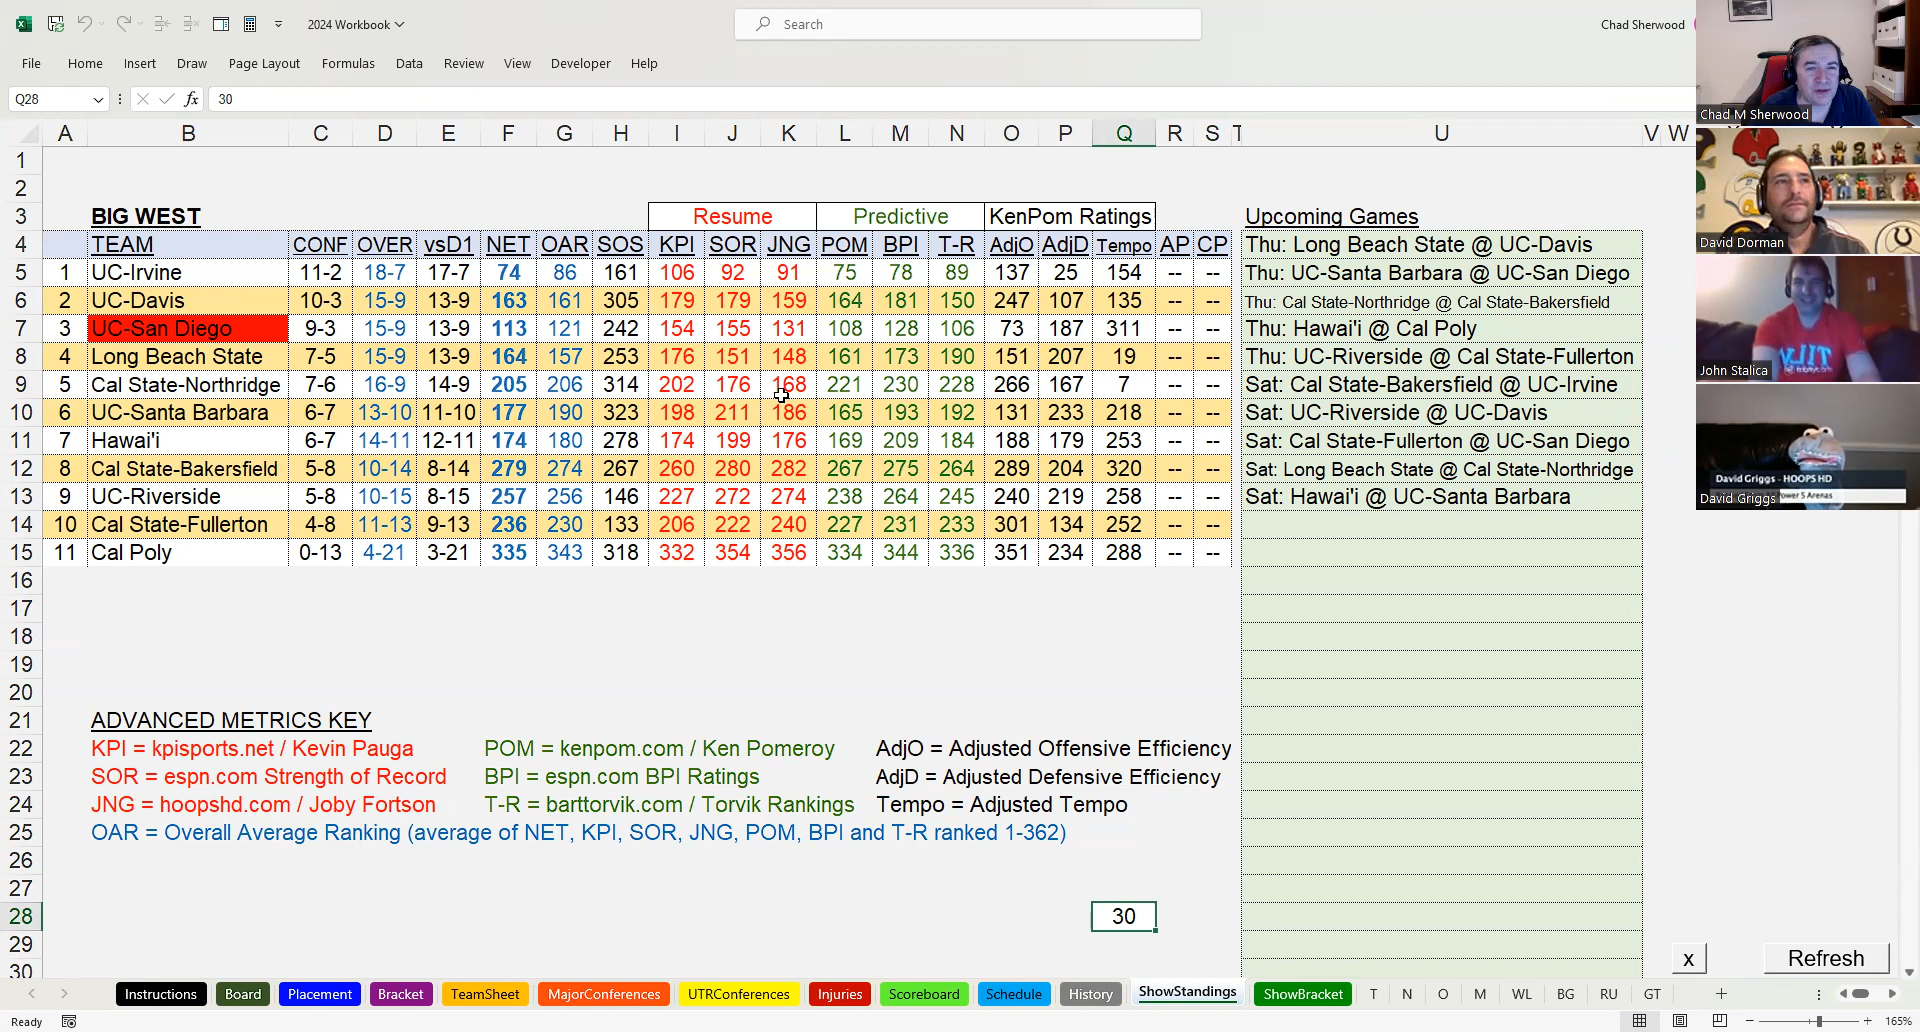 2024 Workbook
Search
Chad Sherwood
File Home Insert Draw Page Layout Formulas Data Review View Developer Help
Q28 fx 30
A B C D E F G H I J K L M N O P Q R S T U V W
1
2
3 BIG WEST Resume Predictive KenPom Ratings Upcoming Games
4 TEAM CONF OVER vsD1 NET OAR SOS KPI SOR JNG POM BPI T-R AdjO AdjD Tempo AP CP Thu: Long Beach State @ UC-Davis
5 1 UC-Irvine 11-2 18-7 17-7 74 86 161 106 92 91 75 78 89 137 25 154 -- -- Thu: UC-Santa Barbara @ UC-San Diego
6 2 UC-Davis 10-3 15-9 13-9 163 161 305 179 179 159 164 181 150 247 107 135 -- -- Thu: Cal State-Northridge @ Cal State-Bakersfield
7 3 UC-San Diego 9-3 15-9 13-9 113 121 242 154 155 131 108 128 106 73 187 311 -- -- Thu: Hawai'i @ Cal Poly
8 4 Long Beach State 7-5 15-9 13-9 164 157 253 176 151 148 161 173 190 151 207 19 -- -- Thu: UC-Riverside @ Cal State-Fullerton
9 5 Cal State-Northridge 7-6 16-9 14-9 205 206 314 202 176 168 221 230 228 266 167 7 -- -- Sat: Cal State-Bakersfield @ UC-Irvine
10 6 UC-Santa Barbara 6-7 13-10 11-10 177 190 323 198 211 186 165 193 192 131 233 218 -- -- Sat: UC-Riverside @ UC-Davis
11 7 Hawai'i 6-7 14-11 12-11 174 180 278 174 199 176 169 209 184 188 179 253 -- -- Sat: Cal State-Fullerton @ UC-San Diego
12 8 Cal State-Bakersfield 5-8 10-14 8-14 279 274 267 260 280 282 267 275 264 289 204 320 -- -- Sat: Long Beach State @ Cal State-Northridge
13 9 UC-Riverside 5-8 10-15 8-15 257 256 146 227 272 274 238 264 245 240 219 258 -- -- Sat: Hawai'i @ UC-Santa Barbara
14 10 Cal State-Fullerton 4-8 11-13 9-13 236 230 133 206 222 240 227 231 233 301 134 252 -- --
15 11 Cal Poly 0-13 4-21 3-21 335 343 318 332 354 356 334 344 336 351 234 288 -- --
16
17
18
19
20
21 ADVANCED METRICS KEY
22 KPI = kpisports.net / Kevin Pauga POM = kenpom.com / Ken Pomeroy AdjO = Adjusted Offensive Efficiency
23 SOR = espn.com Strength of Record BPI = espn.com BPI Ratings AdjD = Adjusted Defensive Efficiency
24 JNG = hoopshd.com / Joby Fortson T-R = barttorvik.com / Torvik Rankings Tempo = Adjusted Tempo
25 OAR = Overall Average Ranking (average of NET, KPI, SOR, JNG, POM, BPI and T-R ranked 1-362)
26
27
28 30
29
30
x Refresh
Instructions Board Placement Bracket TeamSheet MajorConferences UTRConferences Injuries Scoreboard Schedule History ShowStandings ShowBracket T N O M WL BG RU GT
Ready 165%
Chad M Sherwood
David Dorman
John Stalica
David Griggs - HOOPS HD
Power 5 Arenas
David Griggs